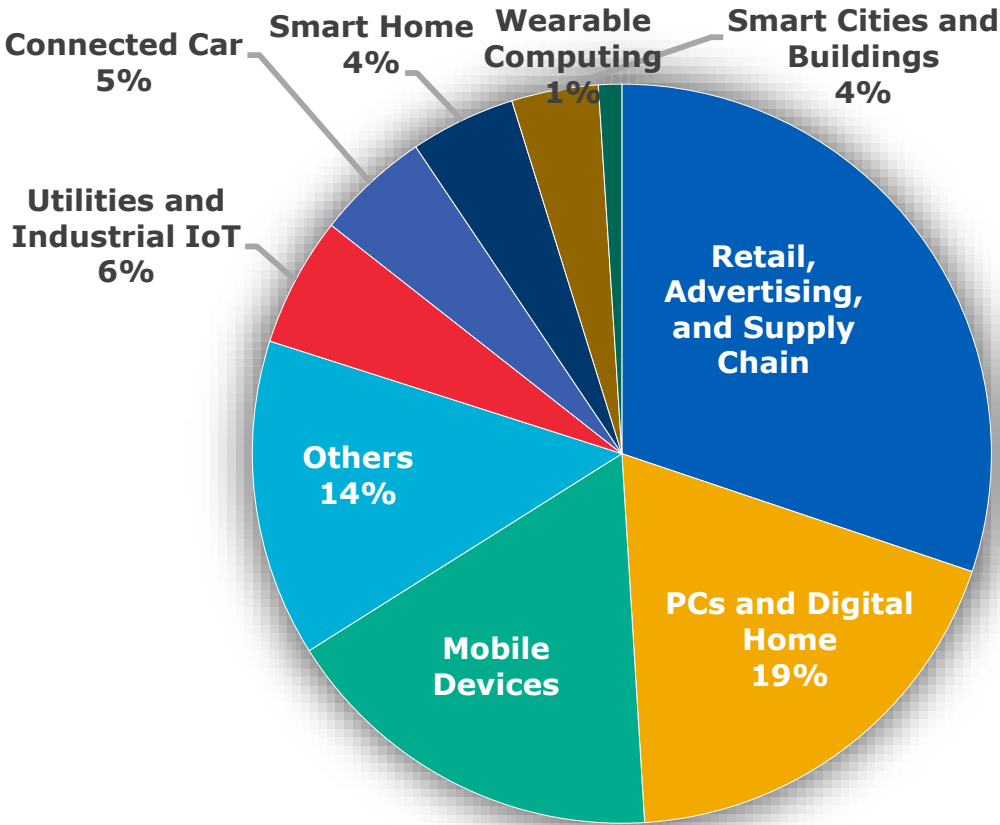 Connected Car
5%
Smart Home
4%
Wearable
Computing
1%
Smart Cities and
Buildings
4%
Utilities and
Industrial IoT
6%
Retail,
Advertising,
and Supply
Chain
Others
14%
PCs and Digital
Home
19%
Mobile
Devices